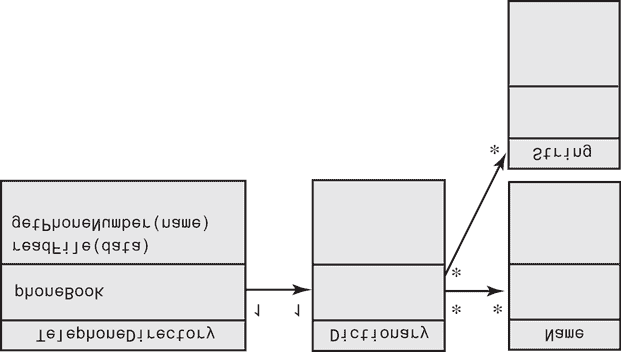 TelephoneDirectory
phoneBook
readFile(data)
getPhoneNumber(name)
1
1
Dictionary
*
*
*
*
Name
String